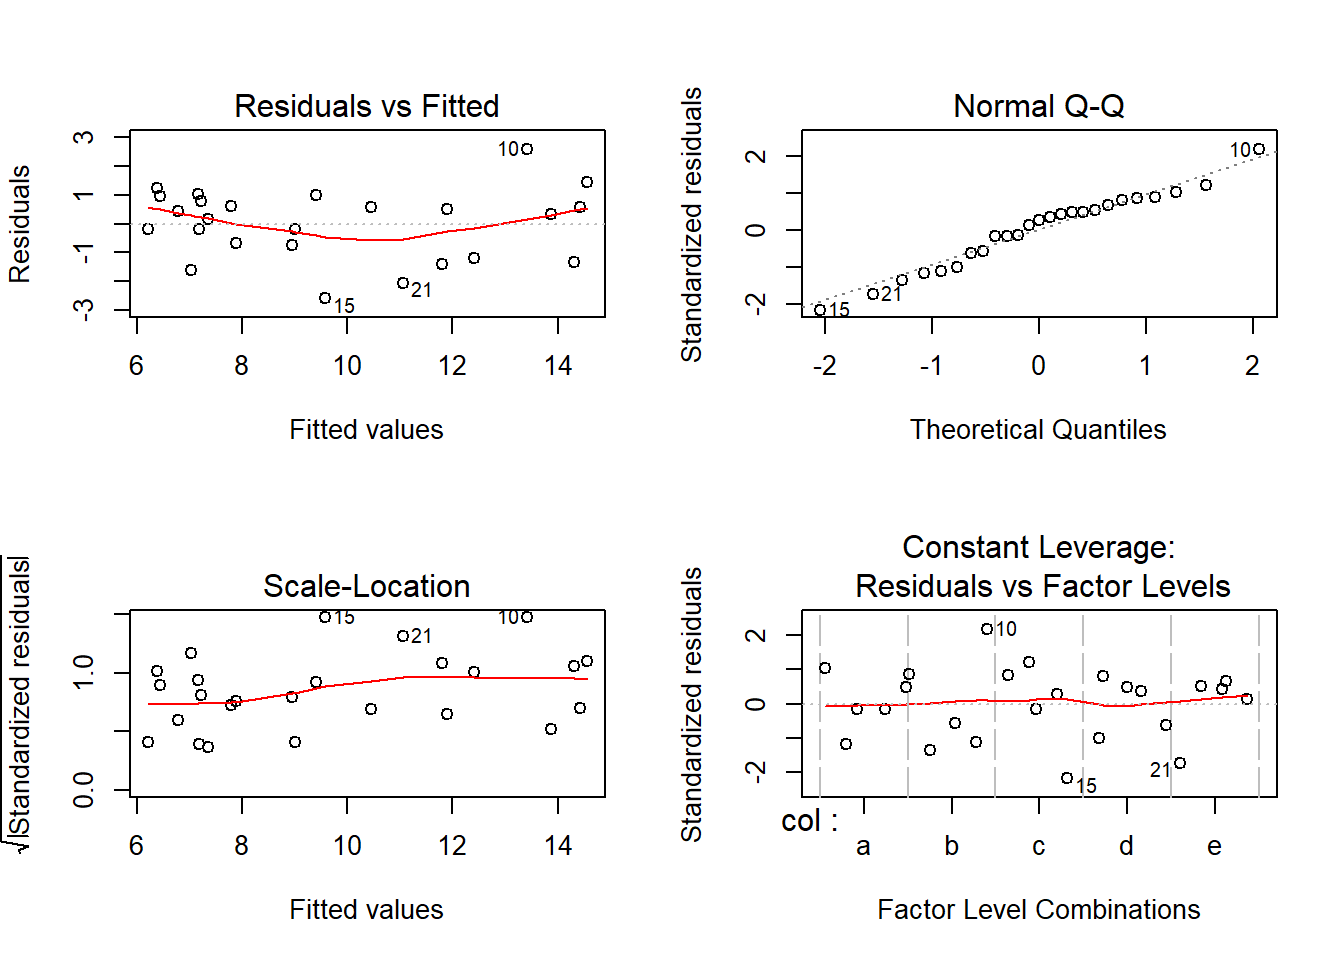 Residuals vs Fitted
Residuals
3
1
-1
-3
10
15
21
6 8 10 12 14
Fitted values
Normal Q-Q
Standardized residuals
2
0
-2
10
21
15
-2 -1 0 1 2
Theoretical Quantiles
Scale-Location
√|Standardized residuals|
1.0
0.0
15
21
10
6 8 10 12 14
Fitted values
Constant Leverage:
Residuals vs Factor Levels
Standardized residuals
2
0
-2
10
21
15
col :
a b c d e
Factor Level Combinations